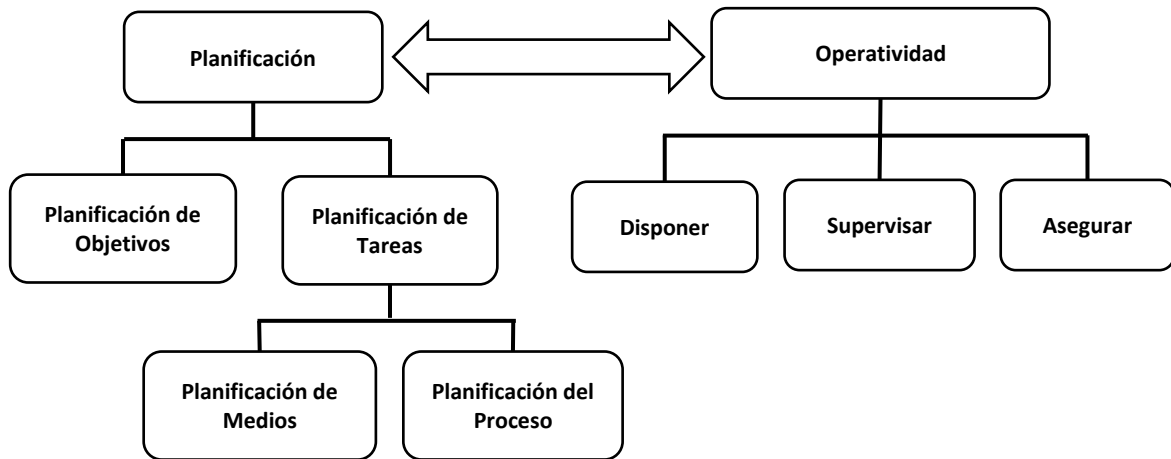 Planificación
Operatividad
Planificación de
Objetivos
Planificación de
Tareas
Disponer
Supervisar
Asegurar
Planificación de
Medios
Planificación del
Proceso